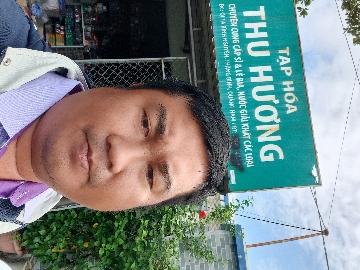 TẠP HÓA
THU HƯƠNG
CHUYÊN CUNG CẤP SỈ & LẺ BIA, NƯỚC GIẢI KHÁT CÁC LOẠI